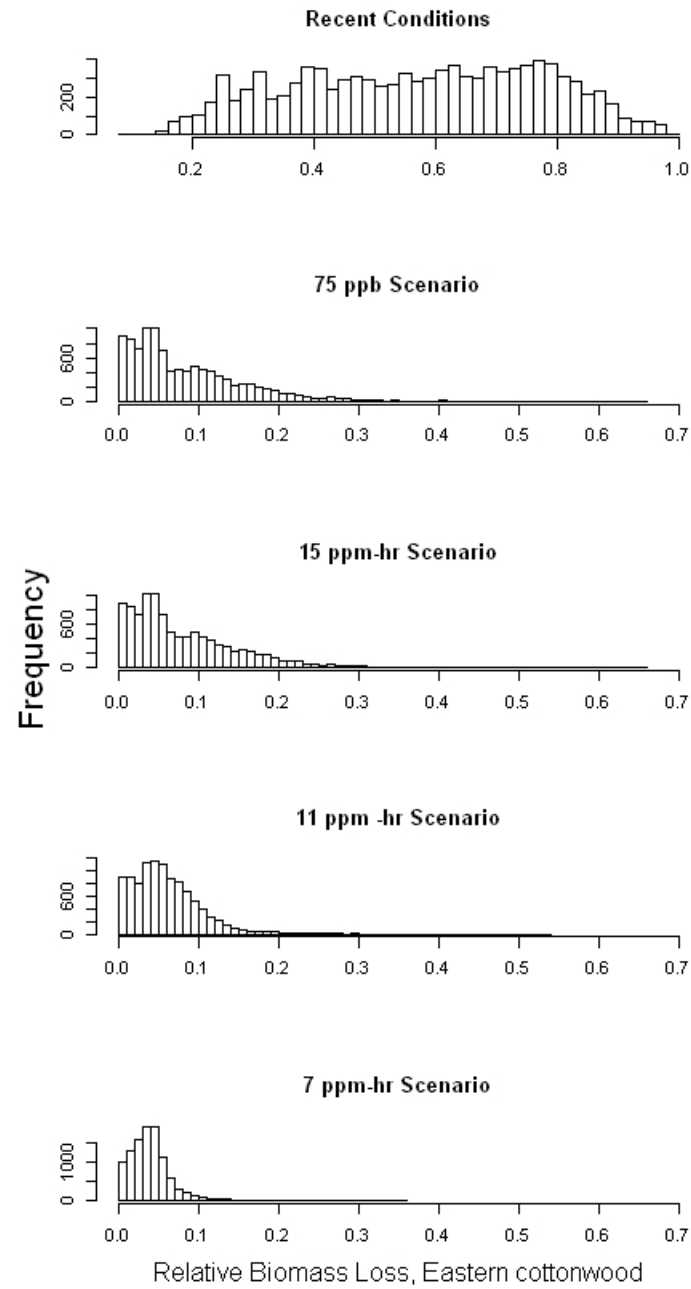 Recent Conditions
200
0
0.2 0.4 0.6 0.8 1.0
75 ppb Scenario
600
0
0.0 0.1 0.2 0.3 0.4 0.5 0.6 0.7
15 ppm-hr Scenario
600
0
0.0 0.1 0.2 0.3 0.4 0.5 0.6 0.7
Frequency
11 ppm -hr Scenario
600
0
0.0 0.1 0.2 0.3 0.4 0.5 0.6 0.7
7 ppm-hr Scenario
1000
0
0.0 0.1 0.2 0.3 0.4 0.5 0.6 0.7
Relative Biomass Loss, Eastern cottonwood